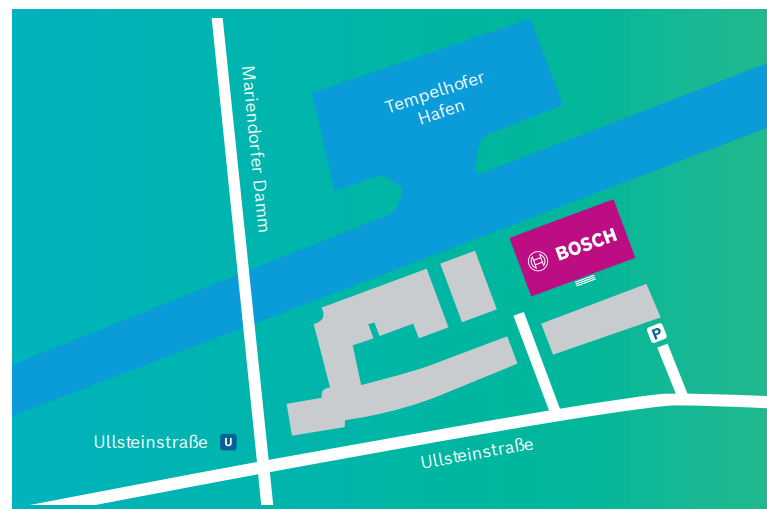 Mariendorfer Damm
Tempelhofer
Hafen
BOSCH
P
Ullsteinstraße U
Ullsteinstraße